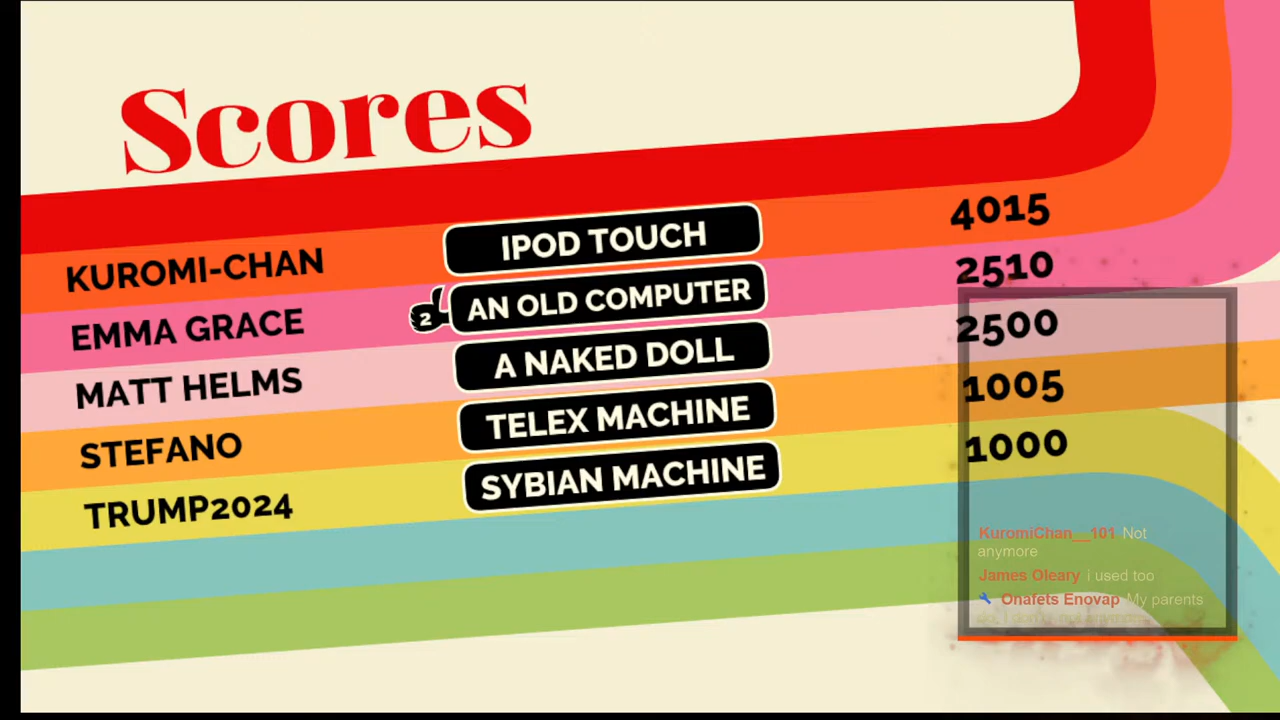 Scores
KUROMI-CHAN IPOD TOUCH 4015
EMMA GRACE 2 AN OLD COMPUTER 2510
MATT HELMS A NAKED DOLL 2500
STEFANO TELEX MACHINE 1005
TRUMP2024 SYBIAN MACHINE 1000
KuromiChan__101 Not
anymore
James Oleary i used too
Onafets Enovap My parents